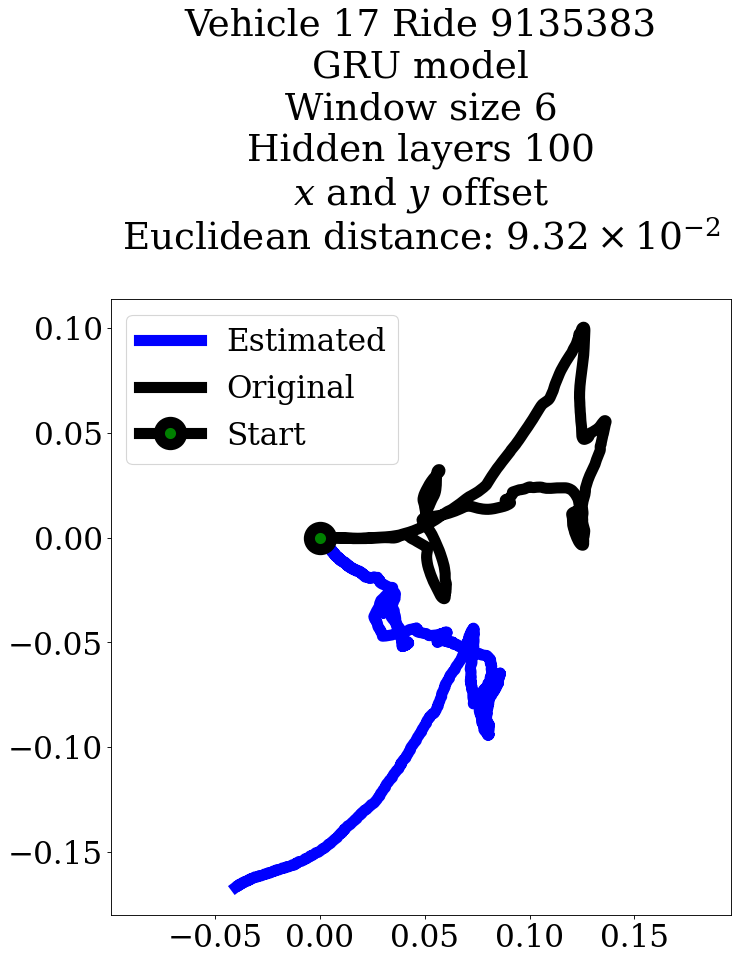 Vehicle 17 Ride 9135383
GRU model
Window size 6
Hidden layers 100
x and y offset
Euclidean distance: 9.32 × 10⁻²
Estimated
Original
Start
0.10
0.05
0.00
−0.05
−0.10
−0.15
−0.05 0.00 0.05 0.10 0.15